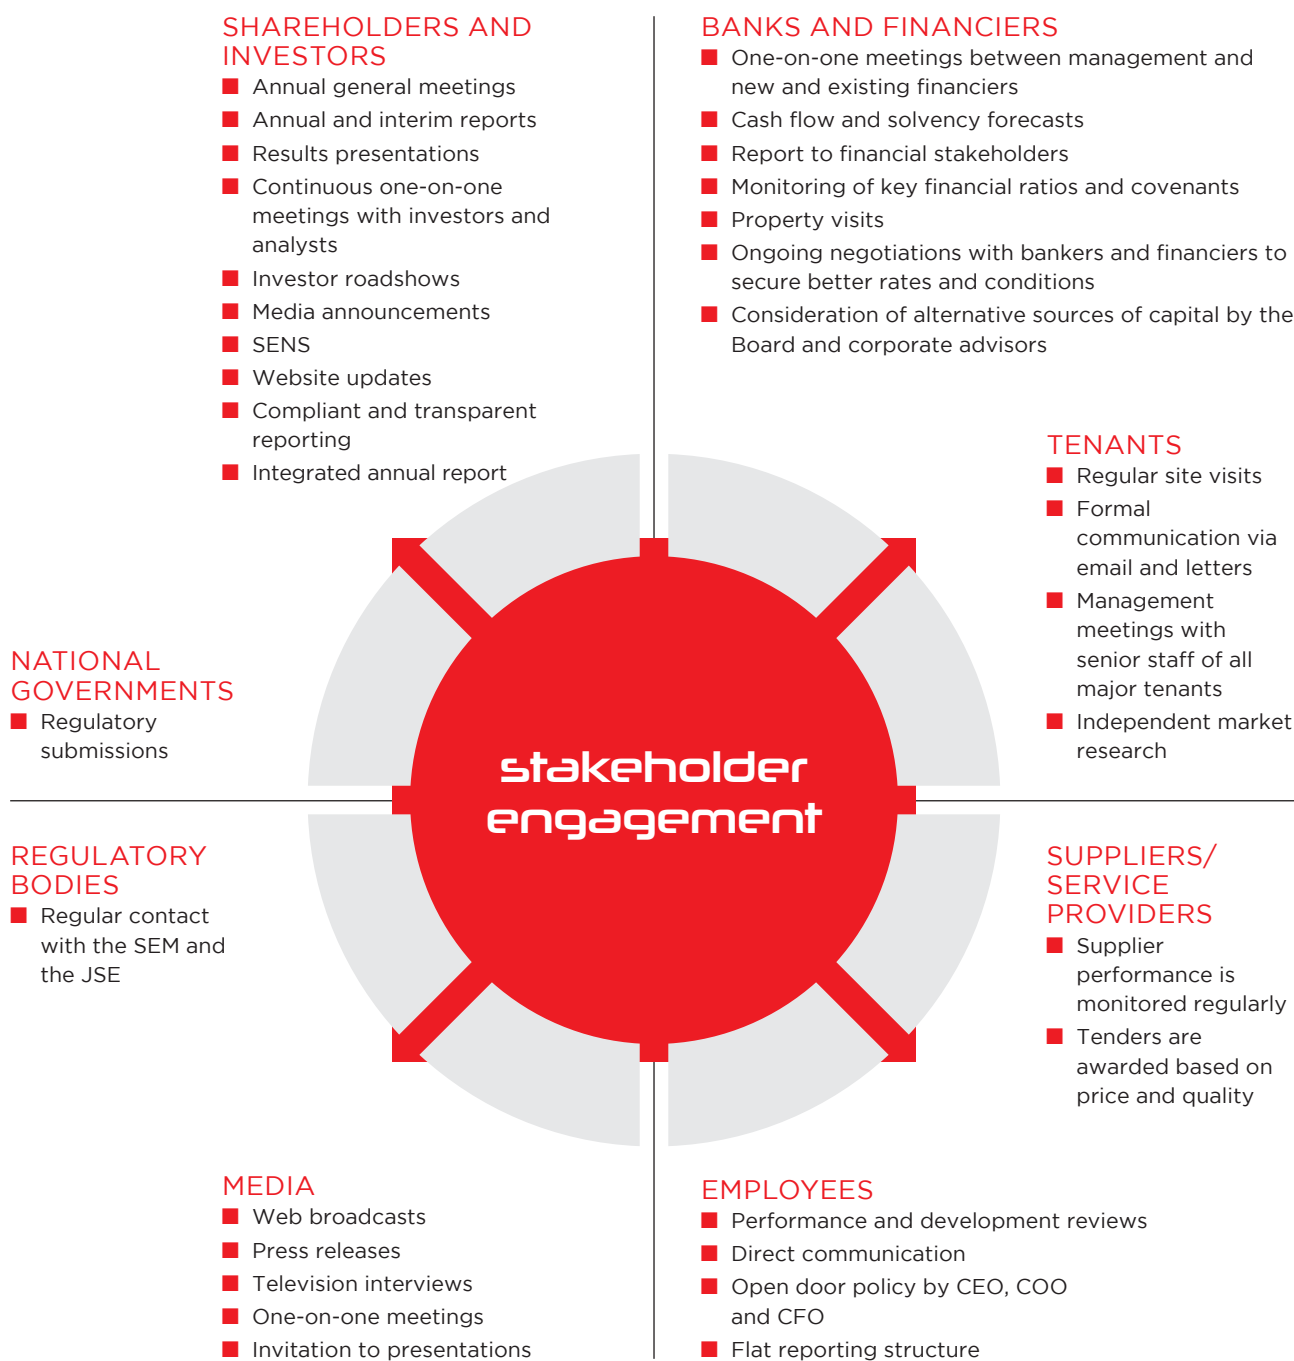 SHAREHOLDERS AND
INVESTORS
Annual general meetings
Annual and interim reports
Results presentations
Continuous one-on-one
meetings with investors and
analysts
Investor roadshows
Media announcements
SENS
Website updates
Compliant and transparent
reporting
Integrated annual report
BANKS AND FINANCIERS
One-on-one meetings between management and
new and existing financiers
Cash flow and solvency forecasts
Report to financial stakeholders
Monitoring of key financial ratios and covenants
Property visits
Ongoing negotiations with bankers and financiers to
secure better rates and conditions
Consideration of alternative sources of capital by the
Board and corporate advisors
TENANTS
Regular site visits
Formal
communication via
email and letters
Management
meetings with
senior staff of all
major tenants
Independent market
research
NATIONAL
GOVERNMENTS
Regulatory
submissions
stakeholder
engagement
REGULATORY
BODIES
Regular contact
with the SEM and
the JSE
SUPPLIERS/
SERVICE
PROVIDERS
Supplier
performance is
monitored regularly
Tenders are
awarded based on
price and quality
MEDIA
Web broadcasts
Press releases
Television interviews
One-on-one meetings
Invitation to presentations
EMPLOYEES
Performance and development reviews
Direct communication
Open door policy by CEO, COO
and CFO
Flat reporting structure